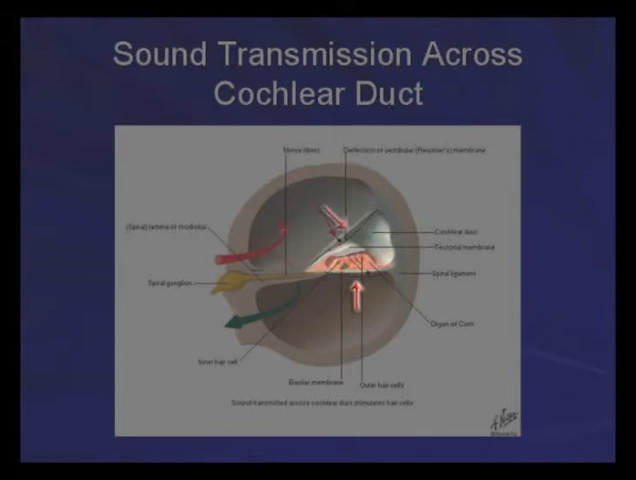 Sound Transmission Across
Cochlear Duct
Nerve fibers
Deflection of vestibular (Reissner's) membrane
(Spiral) lamina of modiolus
Cochlear duct
Tectorial membrane
Spiral ganglion
Spiral ligament
Organ of Corti
Inner hair cell
Basilar membrane
Outer hair cells
Sound transmitted across cochlear duct stimulates hair cells